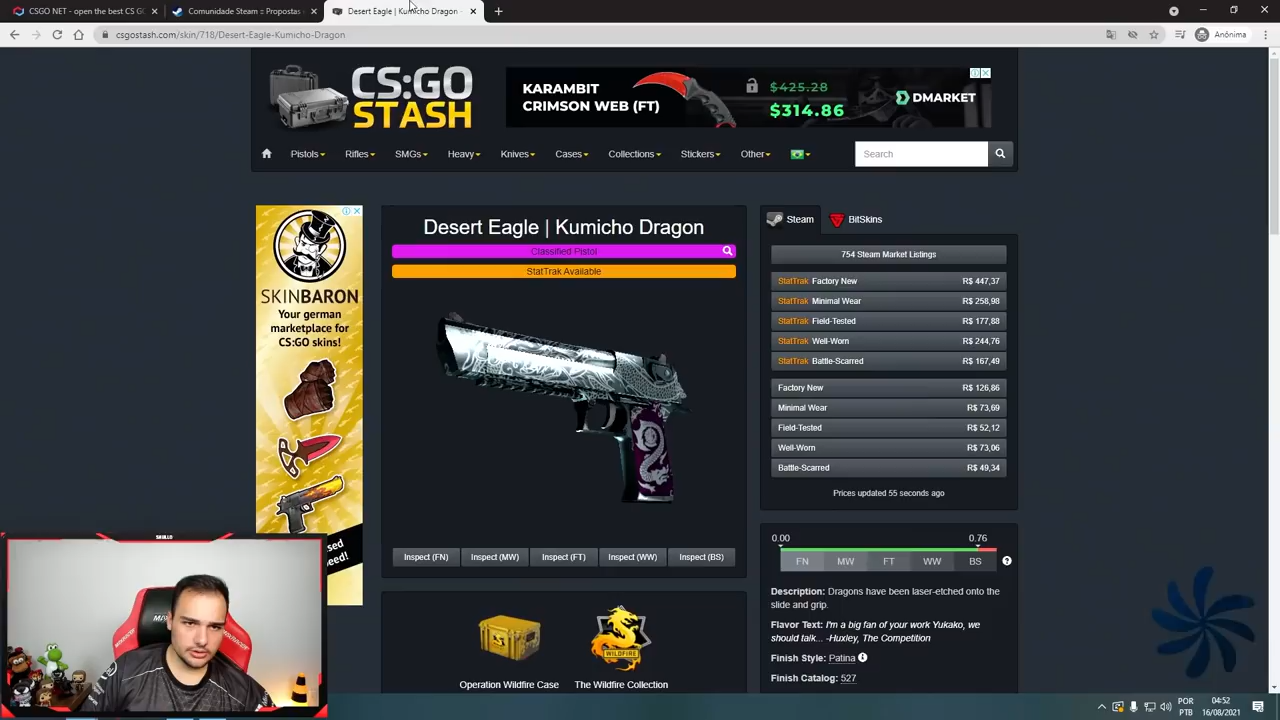 CSGO NET - open the best CS GO
Comunidade Steam :: Propostas
Desert Eagle | Kumicho Dragon -
csgostash.com/skin/718/Desert-Eagle-Kumicho-Dragon
Anónima
CS:GO
STASH
KARAMBIT
CRIMSON WEB (FT)
$425.28
$314.86
DMARKET
Pistols
Rifles
SMGs
Heavy
Knives
Cases
Collections
Stickers
Other
Search
SKINBARON
Your german
marketplace for
CS:GO skins!
Desert Eagle | Kumicho Dragon
Classified Pistol
StatTrak Available
Inspect (FN)
Inspect (MW)
Inspect (FT)
Inspect (WW)
Inspect (BS)
Operation Wildfire Case
WILDFIRE
The Wildfire Collection
Steam
BitSkins
754 Steam Market Listings
StatTrak Factory New R$ 447,37
StatTrak Minimal Wear R$ 258,98
StatTrak Field-Tested R$ 177,88
StatTrak Well-Worn R$ 244,76
StatTrak Battle-Scarred R$ 167,49
Factory New R$ 126,86
Minimal Wear R$ 73,69
Field-Tested R$ 52,12
Well-Worn R$ 73,06
Battle-Scarred R$ 49,34
Prices updated 55 seconds ago
0.00 0.76
FN MW FT WW BS
Description: Dragons have been laser-etched onto the
slide and grip.
Flavor Text: I'm a big fan of your work Yukako, we
should talk... -Huxley, The Competition
Finish Style: Patina
Finish Catalog: 527
POR
PTB
04:52
16/08/2021